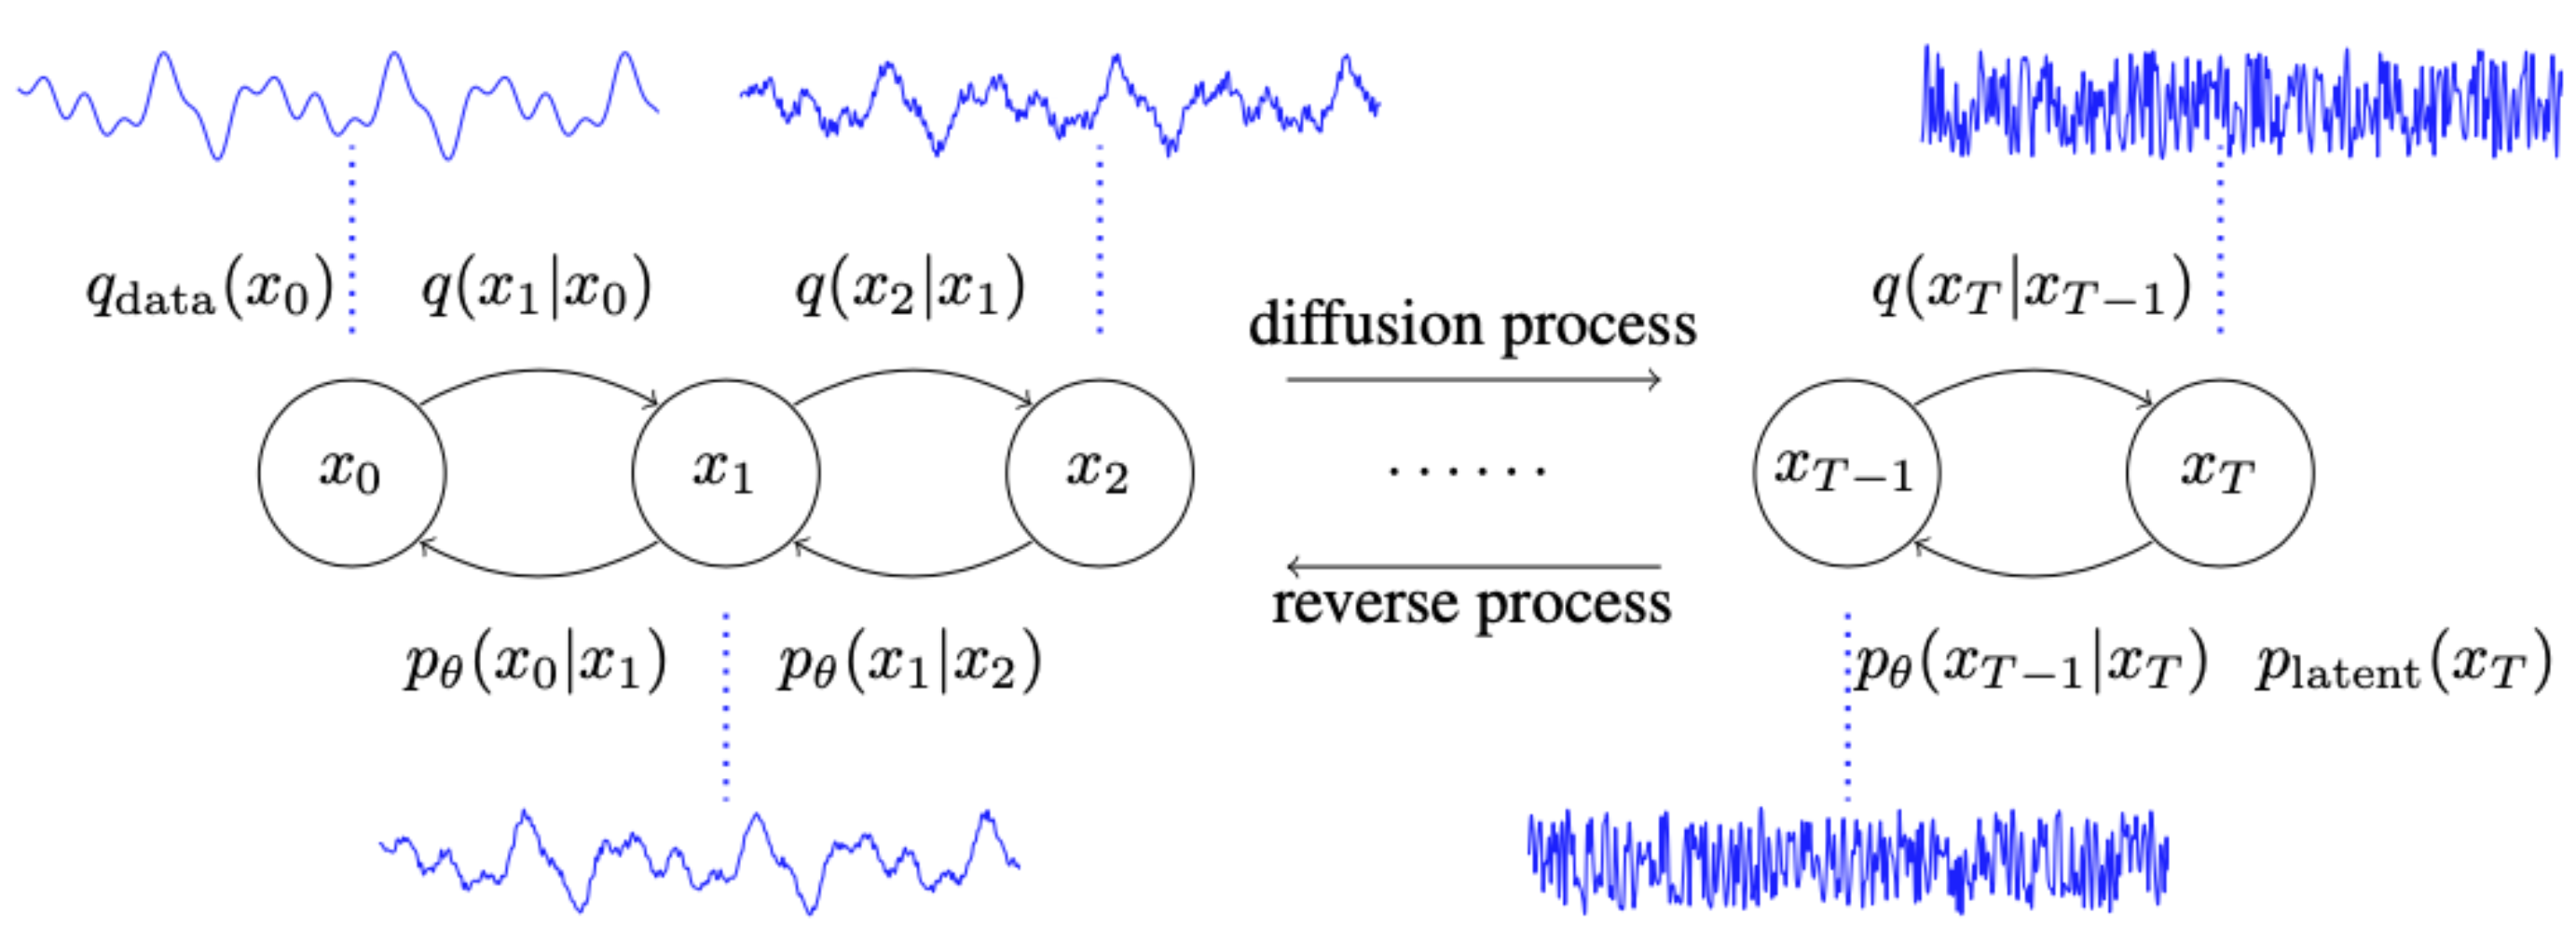 q_data(x_0) q(x_1|x_0) q(x_2|x_1) q(x_T|x_{T−1})
diffusion process
x_0 x_1 x_2 ······ x_{T−1} x_T
reverse process
p_θ(x_0|x_1) p_θ(x_1|x_2) p_θ(x_{T−1}|x_T) p_latent(x_T)